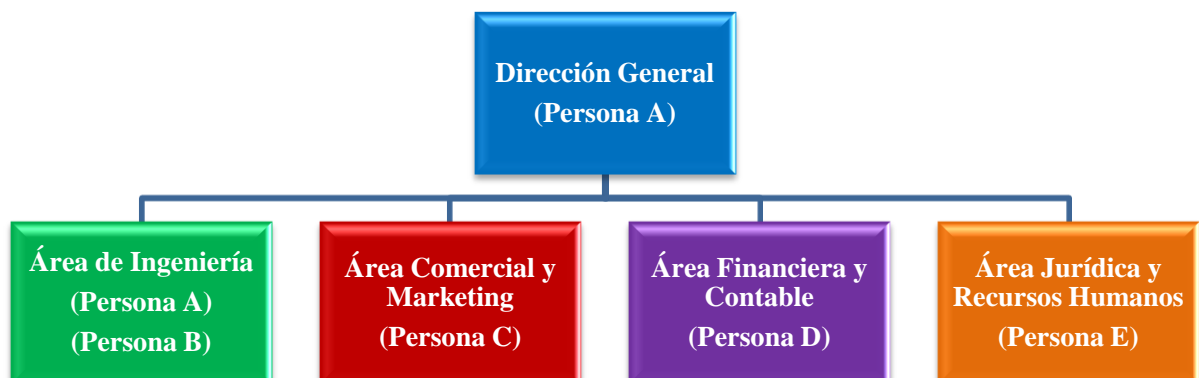 Dirección General
(Persona A)
Área de Ingeniería
(Persona A)
(Persona B)
Área Comercial y
Marketing
(Persona C)
Área Financiera y
Contable
(Persona D)
Área Jurídica y
Recursos Humanos
(Persona E)